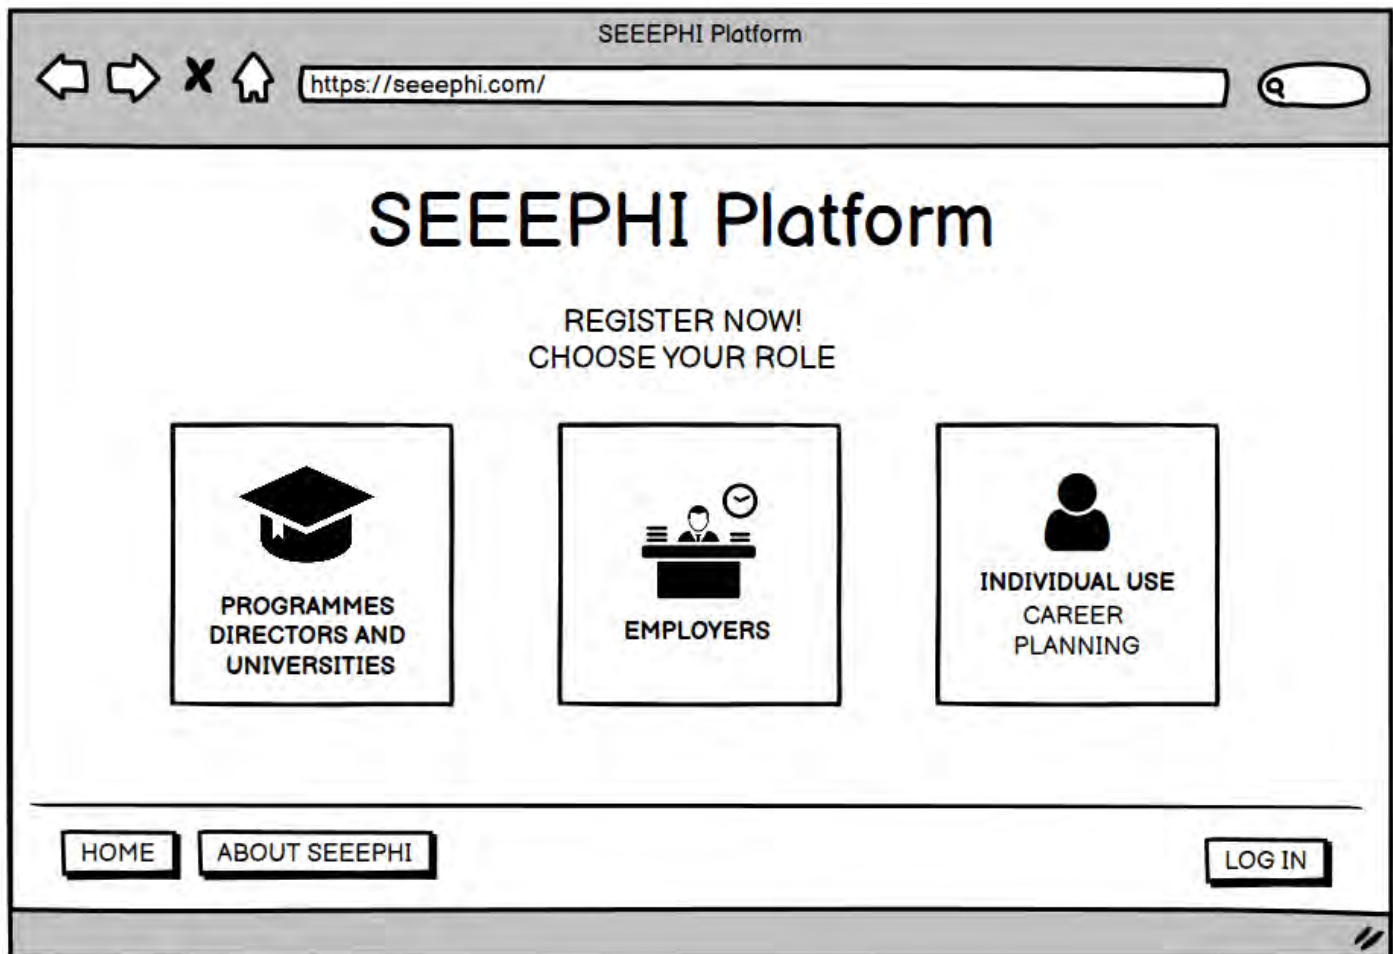 SEEEPHI Platform
https://seeephi.com/
SEEEPHI Platform
REGISTER NOW!
CHOOSE YOUR ROLE
PROGRAMMES
DIRECTORS AND
UNIVERSITIES
EMPLOYERS
INDIVIDUAL USE
CAREER
PLANNING
HOME
ABOUT SEEEPHI
LOG IN